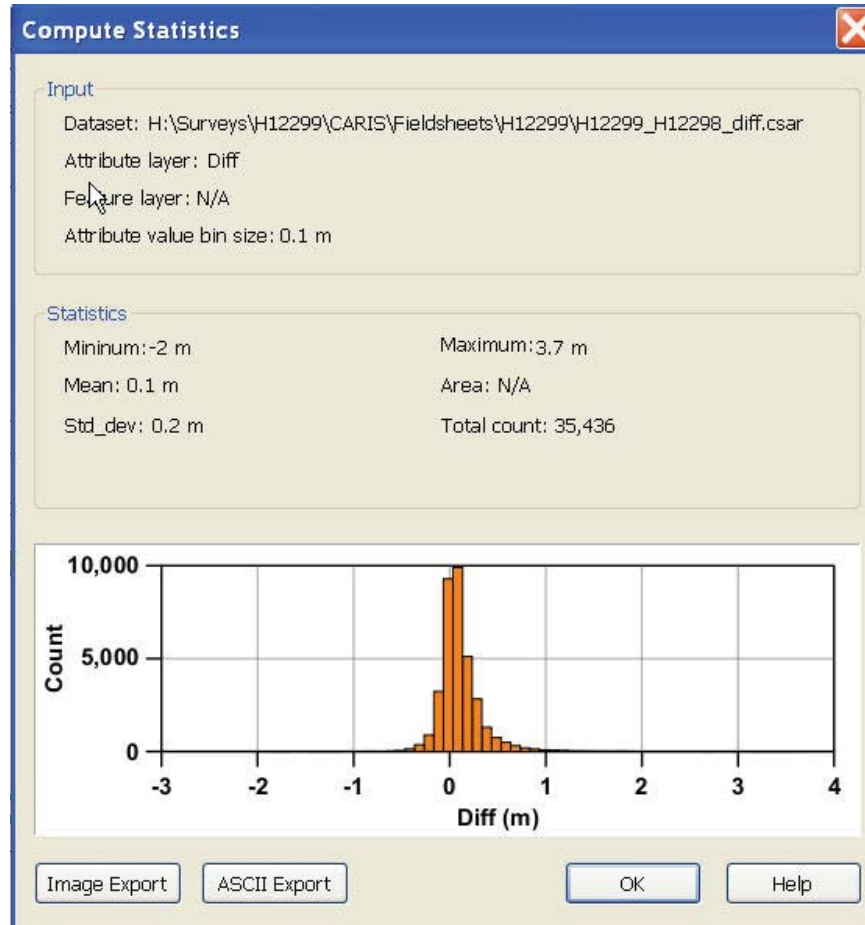 Compute Statistics
Input
Dataset: H:\Surveys\H12299\CARIS\Fieldsheets\H12299\H12299_H12298_diff.csar
Attribute layer: Diff
Feature layer: N/A
Attribute value bin size: 0.1 m
Statistics
Mininum:-2 m
Maximum:3.7 m
Mean: 0.1 m
Area: N/A
Std_dev: 0.2 m
Total count: 35,436
10,000
5,000
0
Count
-3 -2 -1 0 1 2 3 4
Diff (m)
Image Export
ASCII Export
OK
Help